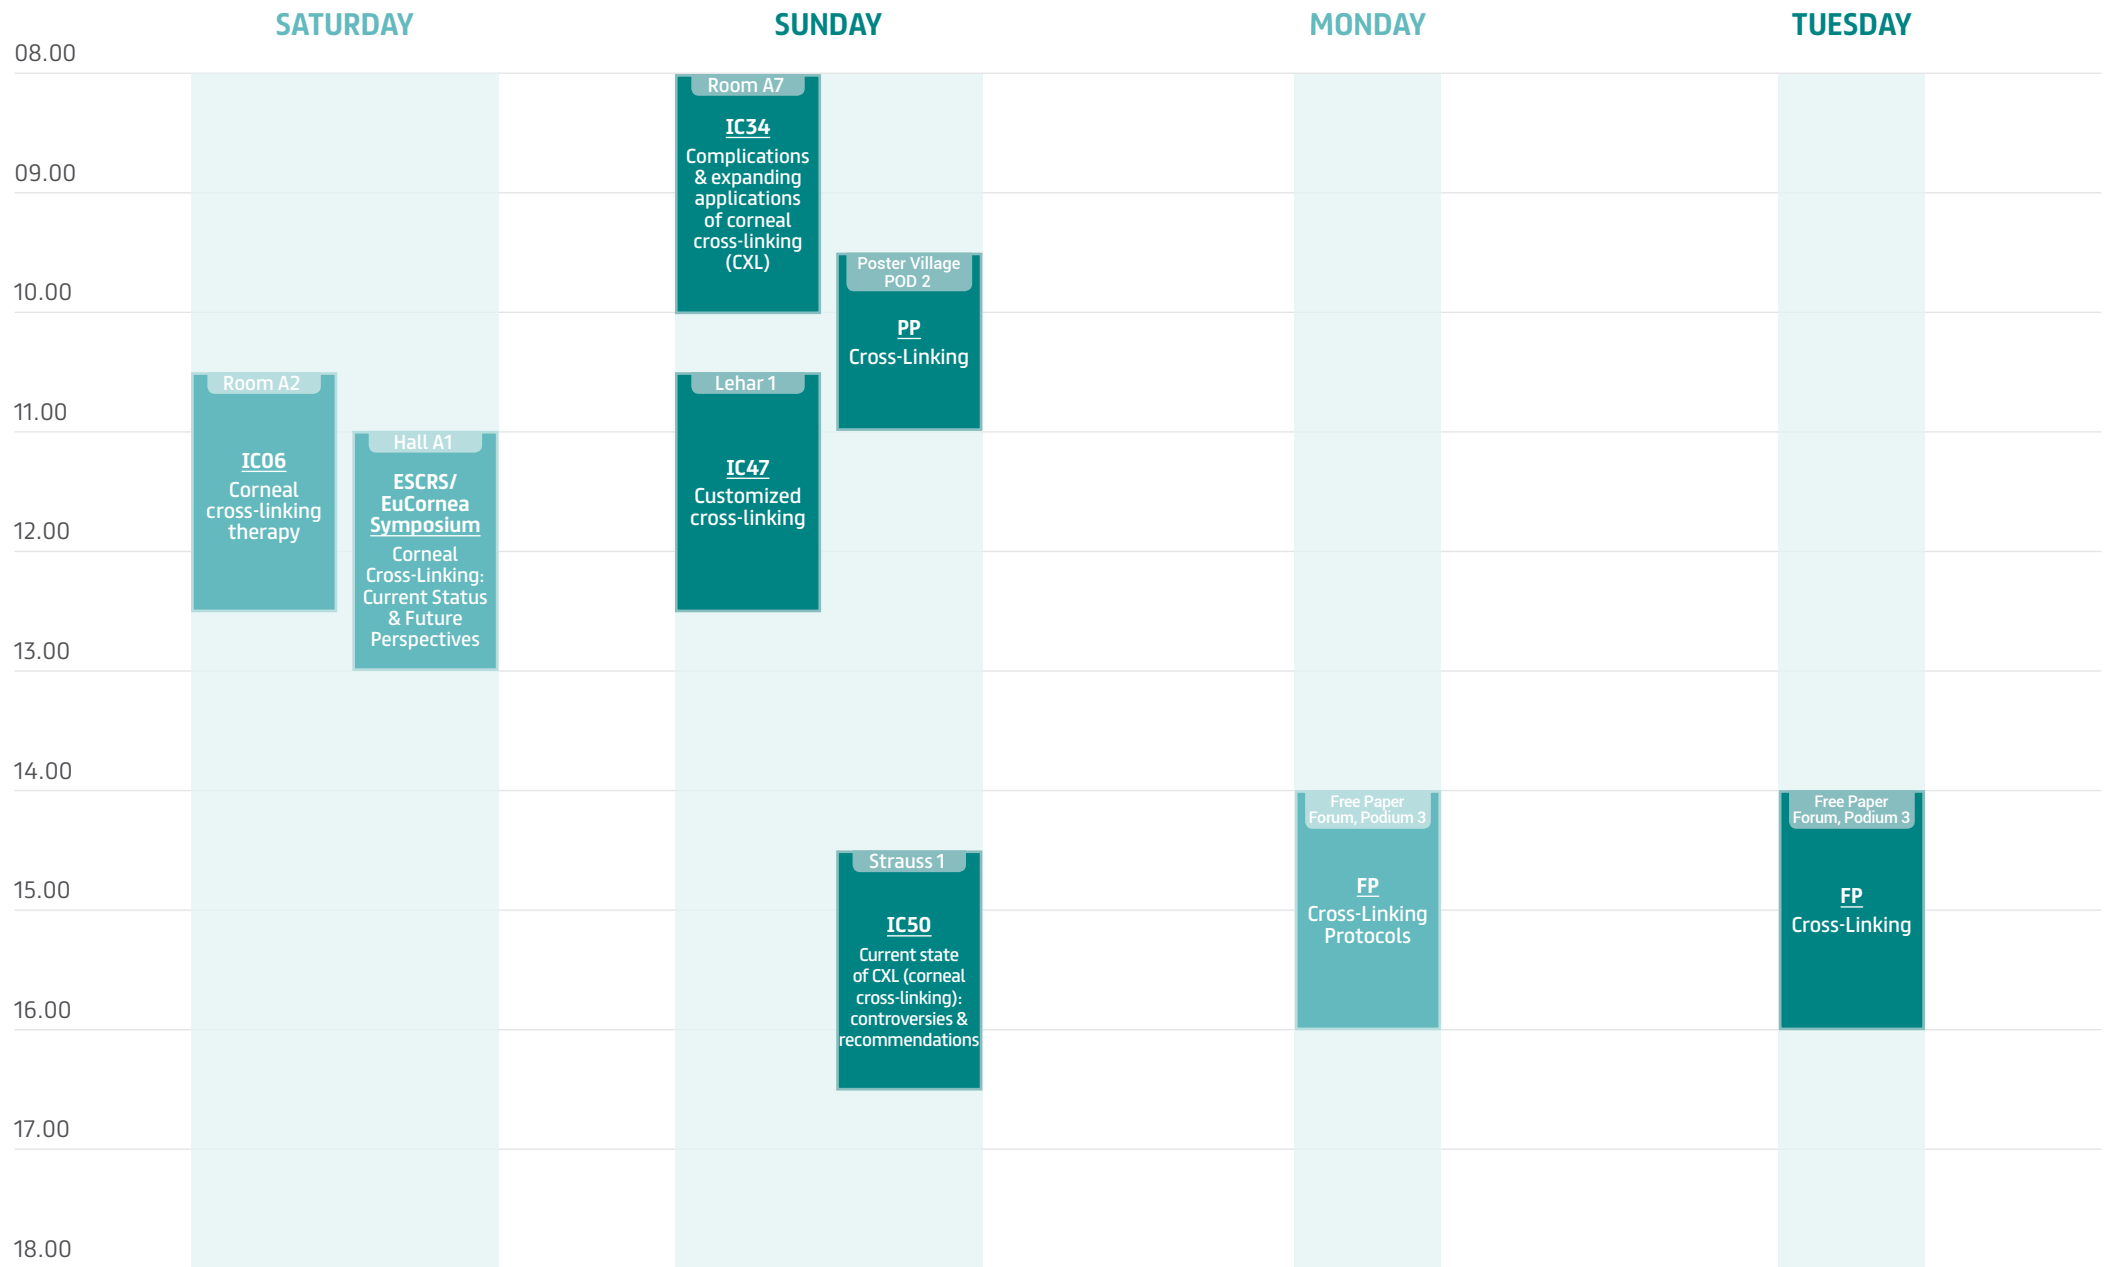 SATURDAY
SUNDAY
MONDAY
TUESDAY
08.00
09.00
10.00
11.00
12.00
13.00
14.00
15.00
16.00
17.00
18.00
Room A2
IC06
Corneal
cross-linking
therapy
Hall A1
ESCRS/
EuCornea
Symposium
Corneal
Cross-Linking:
Current Status
& Future
Perspectives
Room A7
IC34
Complications
& expanding
applications
of corneal
cross-linking
(CXL)
Poster Village
POD 2
PP
Cross-Linking
Lehar 1
IC47
Customized
cross-linking
Strauss 1
IC50
Current state
of CXL (corneal
cross-linking):
controversies &
recommendations
Free Paper
Forum, Podium 3
FP
Cross-Linking
Protocols
Free Paper
Forum, Podium 3
FP
Cross-Linking